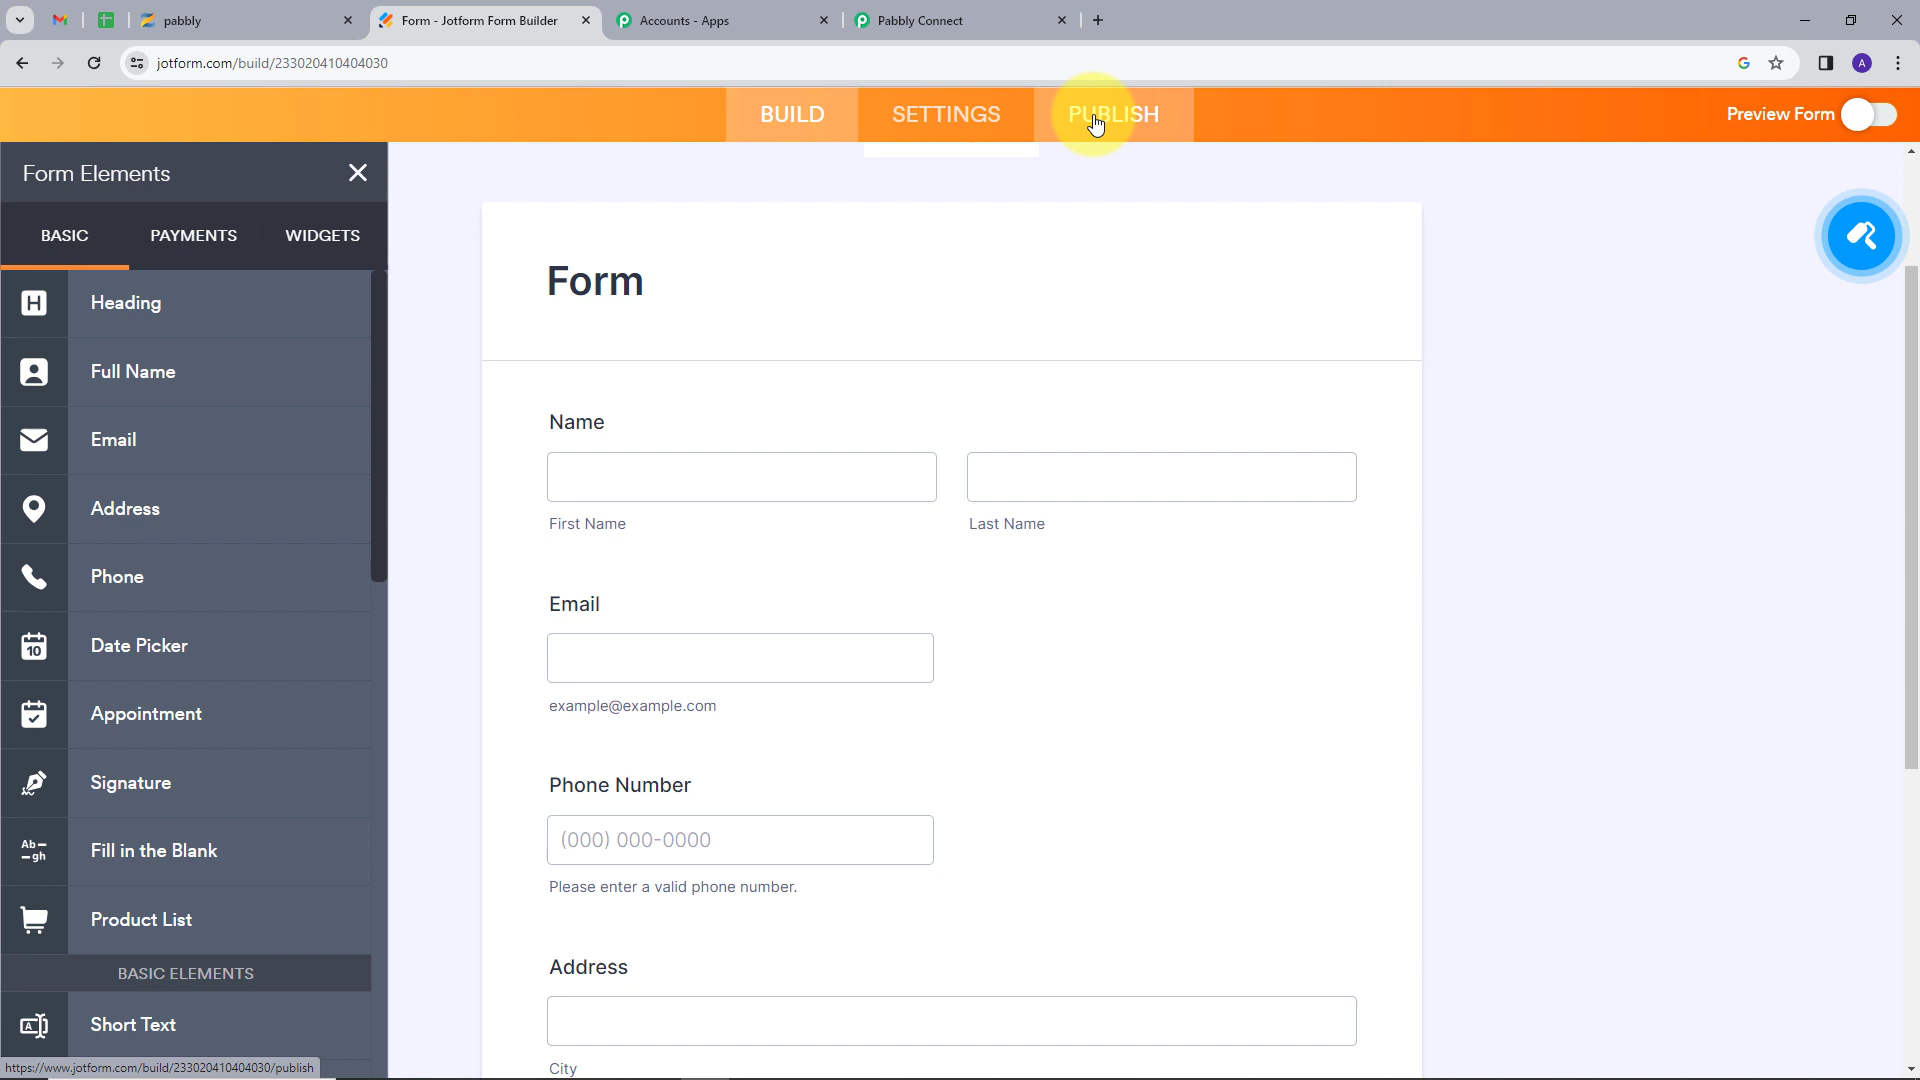 pabbly
Form - Jotform Form Builder
Accounts - Apps
Pabbly Connect
jotform.com/build/233020410404030
G
A
BUILD
SETTINGS
PUBLISH
Preview Form
Form Elements
BASIC
PAYMENTS
WIDGETS
H
Heading
Full Name
Email
Address
Phone
10
Date Picker
Appointment
Signature
Ab
gh
Fill in the Blank
Product List
BASIC ELEMENTS
A
Short Text
Form
Name
First Name
Last Name
Email
example@example.com
Phone Number
(000) 000-0000
Please enter a valid phone number.
Address
City
https://www.jotform.com/build/233020410404030/publish